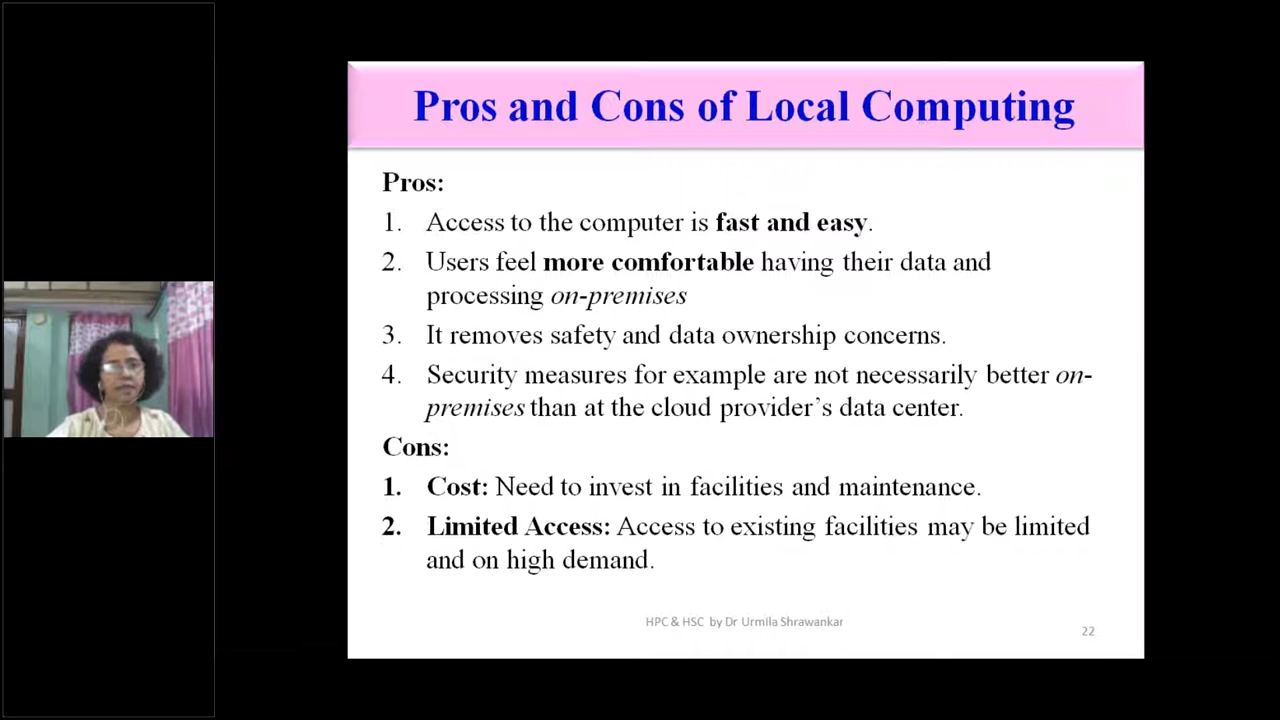 Pros and Cons of Local Computing
Pros:
1. Access to the computer is fast and easy.
2. Users feel more comfortable having their data and
processing on-premises
3. It removes safety and data ownership concerns.
4. Security measures for example are not necessarily better on-
premises than at the cloud provider's data center.
Cons:
1. Cost: Need to invest in facilities and maintenance.
2. Limited Access: Access to existing facilities may be limited
and on high demand.
HPC & HSC by Dr Urmila Shrawankar
22